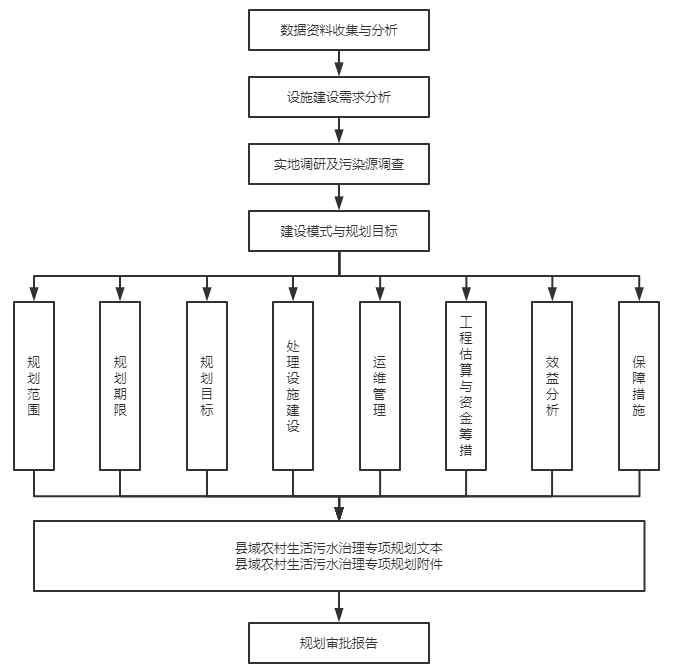 数据资料收集与分析
设施建设需求分析
实地调研及污染源调查
建设模式与规划目标
规划范围
规划期限
规划目标
处理设施建设
运维管理
工程估算与资金筹措
效益分析
保障措施
县域农村生活污水治理专项规划文本
县域农村生活污水治理专项规划附件
规划审批报告